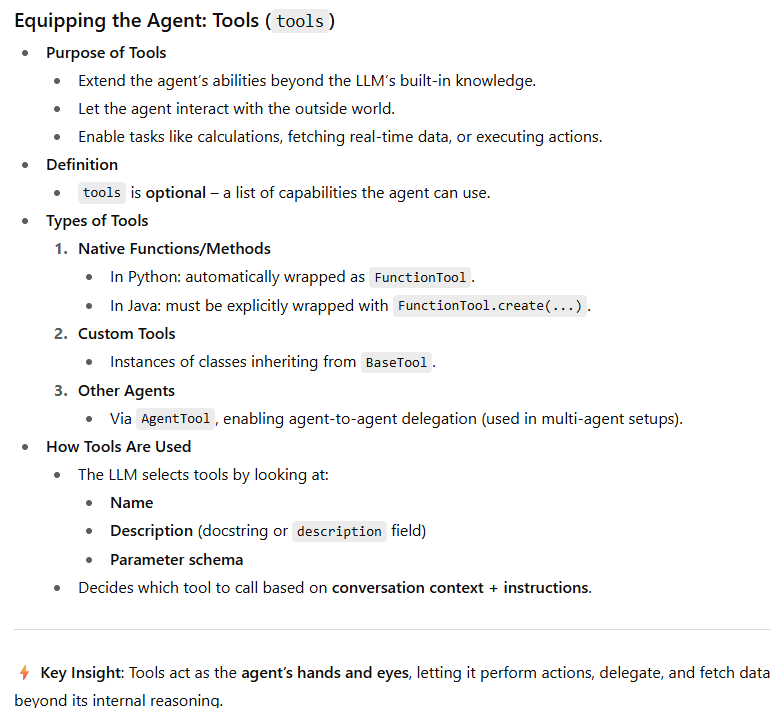 Equipping the Agent: Tools (tools)
• Purpose of Tools
• Extend the agent's abilities beyond the LLM's built-in knowledge.
• Let the agent interact with the outside world.
• Enable tasks like calculations, fetching real-time data, or executing actions.
• Definition
• tools is optional – a list of capabilities the agent can use.
• Types of Tools
1. Native Functions/Methods
• In Python: automatically wrapped as FunctionTool.
• In Java: must be explicitly wrapped with FunctionTool.create(...).
2. Custom Tools
• Instances of classes inheriting from BaseTool.
3. Other Agents
• Via AgentTool, enabling agent-to-agent delegation (used in multi-agent setups).
• How Tools Are Used
• The LLM selects tools by looking at:
• Name
• Description (docstring or description field)
• Parameter schema
• Decides which tool to call based on conversation context + instructions.
⚡ Key Insight: Tools act as the agent's hands and eyes, letting it perform actions, delegate, and fetch data
beyond its internal reasoning.